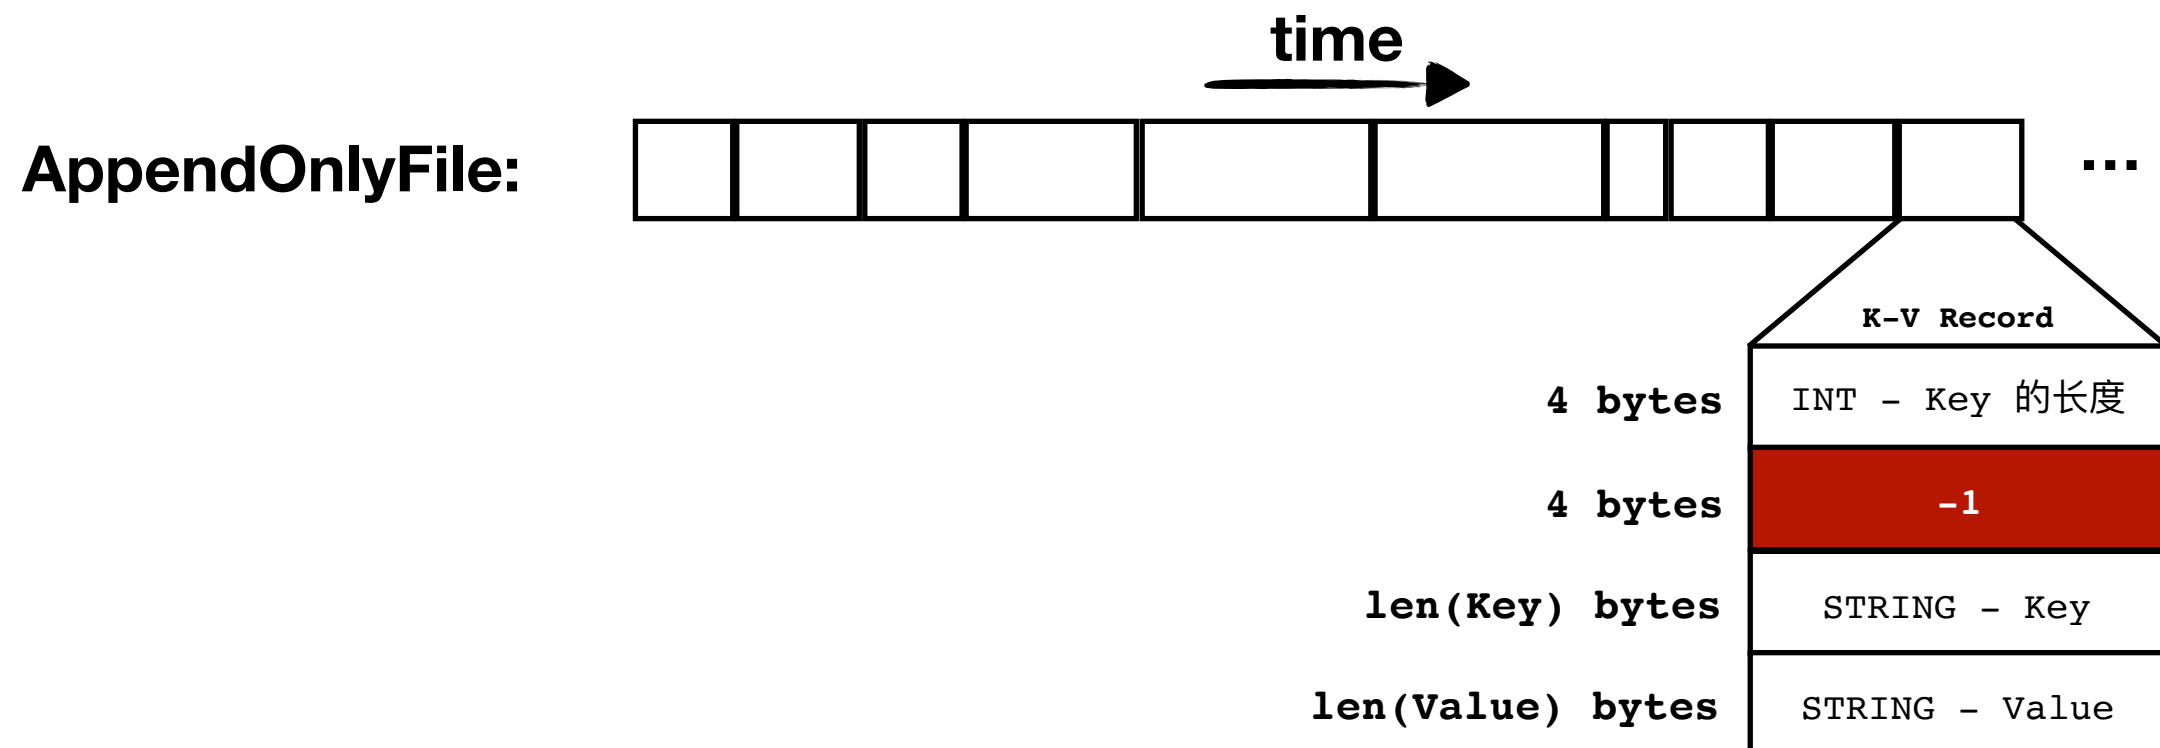 time
AppendOnlyFile:
...
K-V Record
4 bytes
INT - Key 的长度
4 bytes
-1
len(Key) bytes
STRING - Key
len(Value) bytes
STRING - Value